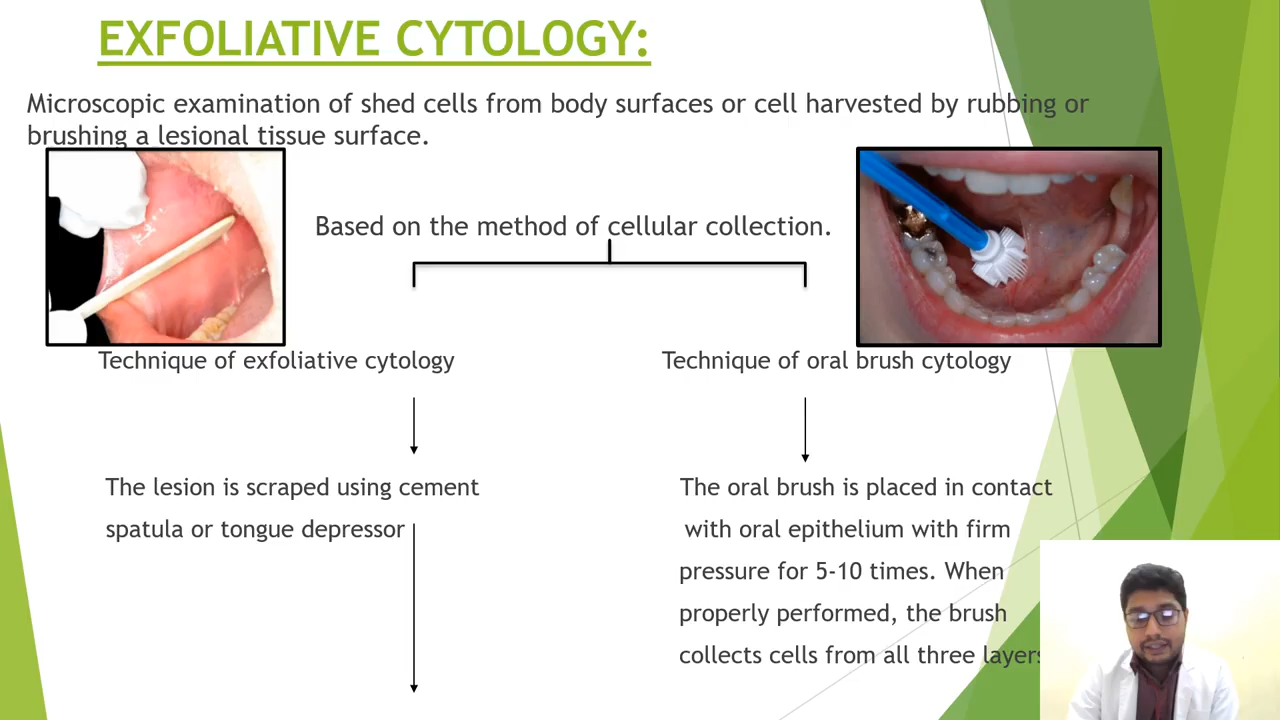 EXFOLIATIVE CYTOLOGY:
Microscopic examination of shed cells from body surfaces or cell harvested by rubbing or
brushing a lesional tissue surface.
Based on the method of cellular collection.
Technique of exfoliative cytology
The lesion is scraped using cement
spatula or tongue depressor
Technique of oral brush cytology
The oral brush is placed in contact
with oral epithelium with firm
pressure for 5-10 times. When
properly performed, the brush
collects cells from all three layers